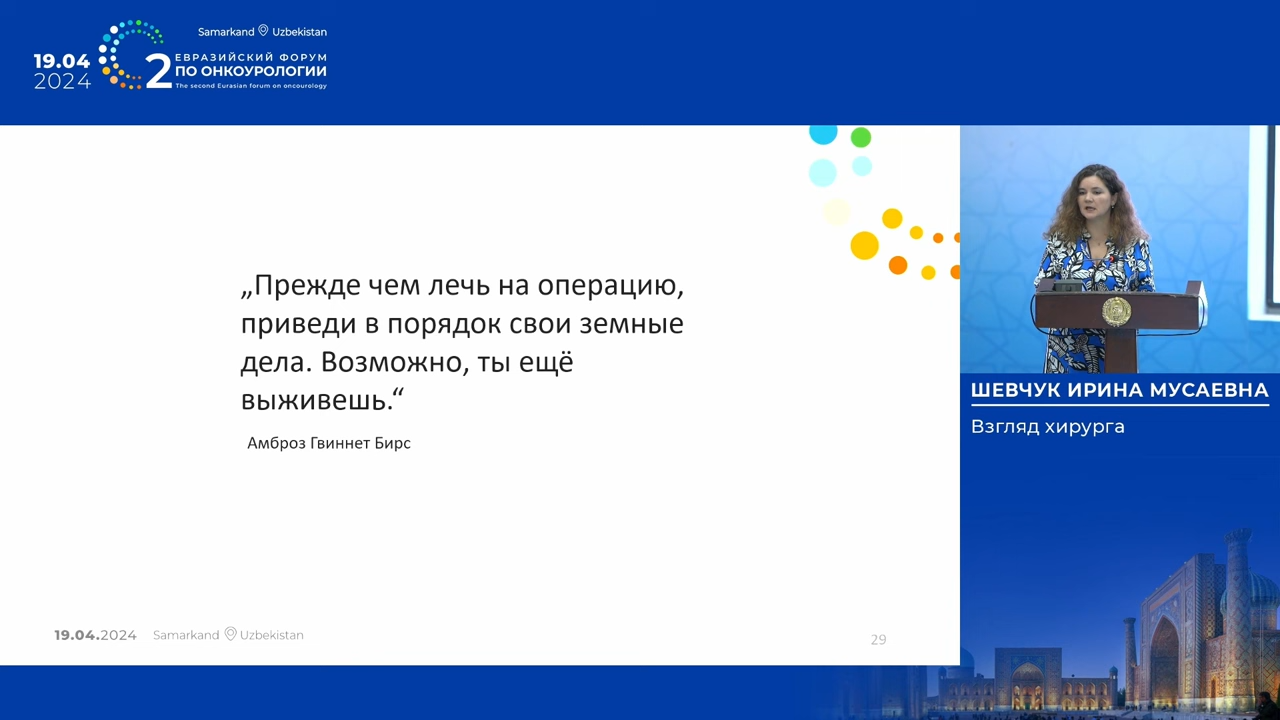 Samarkand Uzbekistan
19.04
2024
2
ЕВРАЗИЙСКИЙ ФОРУМ
ПО ОНКОУРОЛОГИИ
The second Eurasian forum on oncourology
„Прежде чем лечь на операцию,
приведи в порядок свои земные
дела. Возможно, ты ещё
выживешь.“
Амброз Гвиннет Бирс
ШЕВЧУК ИРИНА МУСАЕВНА
Взгляд хирурга
19.04.2024 Samarkand Uzbekistan
29